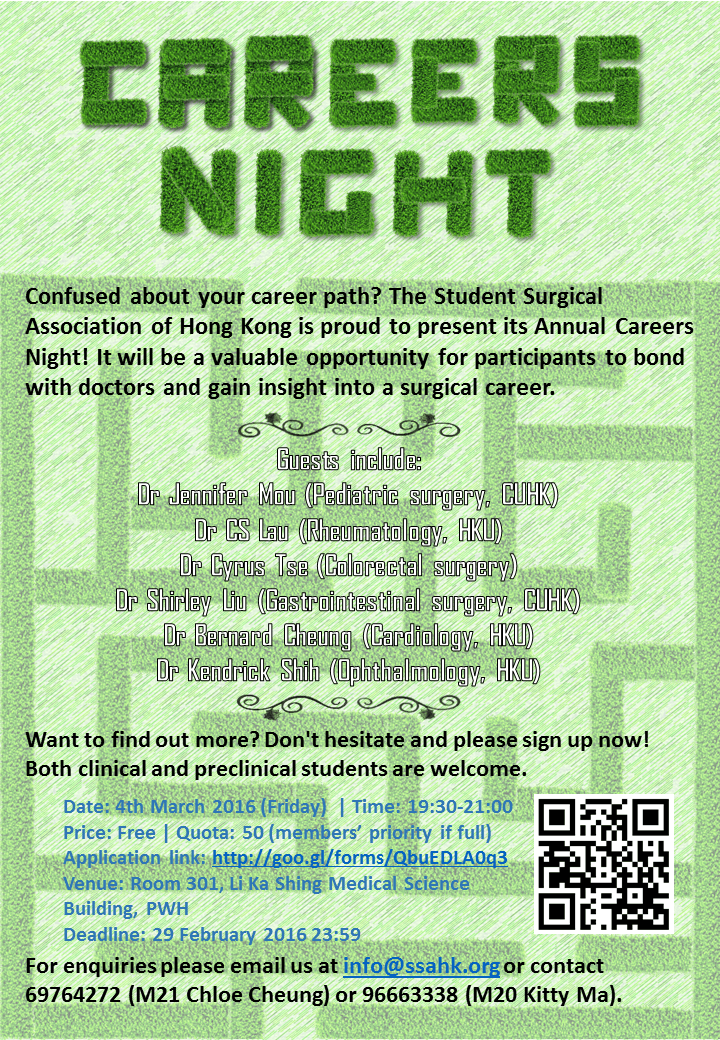 CAREERS
NIGHT
Confused about your career path? The Student Surgical
Association of Hong Kong is proud to present its Annual Careers
Night! It will be a valuable opportunity for participants to bond
with doctors and gain insight into a surgical career.
Guests include:
Dr Jennifer Mou (Pediatric surgery, CUHK)
Dr CS Lau (Rheumatology, HKU)
Dr Cyrus Tse (Colorectal surgery)
Dr Shirley Liu (Gastrointestinal surgery, CUHK)
Dr Bernard Cheung (Cardiology, HKU)
Dr Kendrick Shih (Ophthalmology, HKU)
Want to find out more? Don't hesitate and please sign up now!
Both clinical and preclinical students are welcome.
Date: 4th March 2016 (Friday) | Time: 19:30-21:00
Price: Free | Quota: 50 (members’ priority if full)
Application link: http://goo.gl/forms/QbuEDLA0q3
Venue: Room 301, Li Ka Shing Medical Science
Building, PWH
Deadline: 29 February 2016 23:59
For enquiries please email us at info@ssahk.org or contact
69764272 (M21 Chloe Cheung) or 96663338 (M20 Kitty Ma).